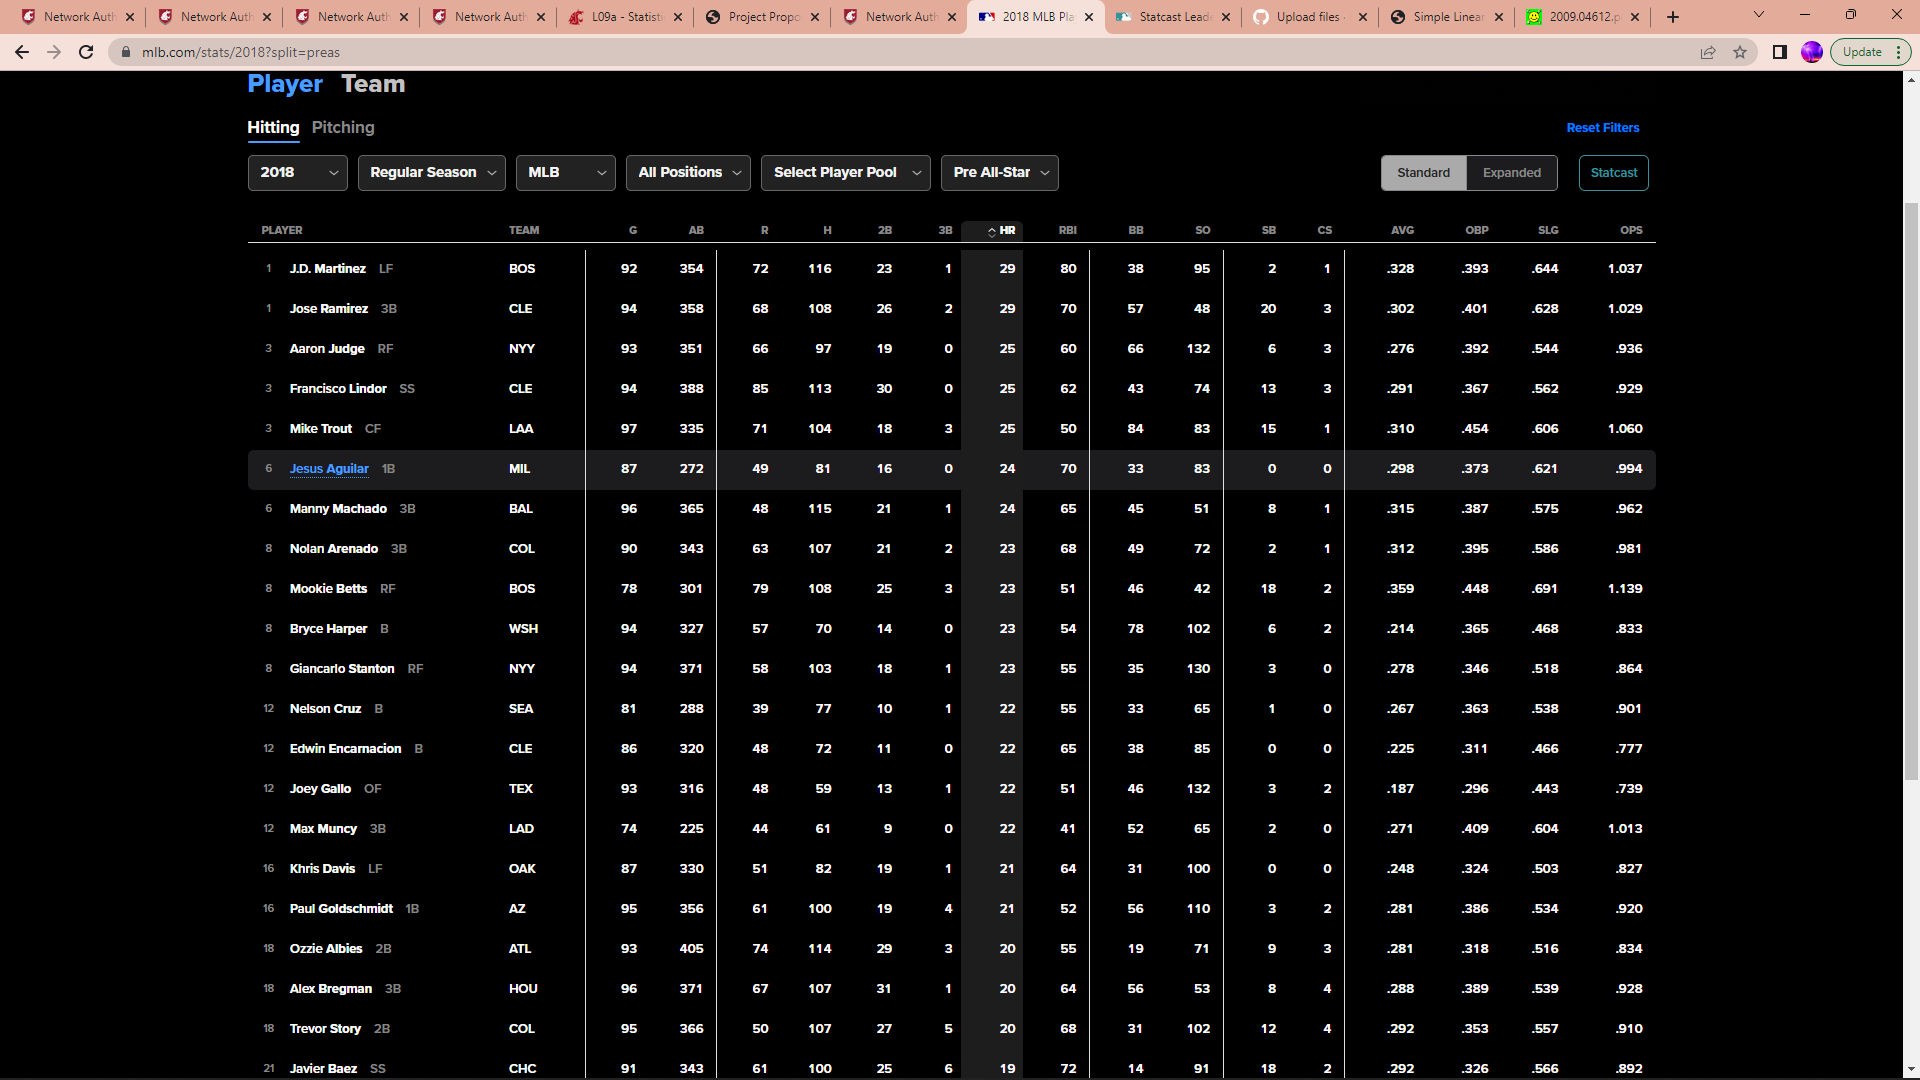 Network Auth
Network Auth
Network Auth
Network Auth
L09a - Statisti
Project Propo
Network Auth
2018 MLB Pla
Statcast Lead
Upload files
Simple Linear
2009.04612.p
mlb.com/stats/2018?split=preas
Update
Player Team
Hitting Pitching
Reset Filters
2018 Regular Season MLB All Positions Select Player Pool Pre All-Star Standard Expanded Statcast
PLAYER TEAM G AB R H 2B 3B HR RBI BB SO SB CS AVG OBP SLG OPS
1 J.D. Martinez LF BOS 92 354 72 116 23 1 29 80 38 95 2 1 .328 .393 .644 1.037
1 Jose Ramirez 3B CLE 94 358 68 108 26 2 29 70 57 48 20 3 .302 .401 .628 1.029
3 Aaron Judge RF NYY 93 351 66 97 19 0 25 60 66 132 6 3 .276 .392 .544 .936
3 Francisco Lindor SS CLE 94 388 85 113 30 0 25 62 43 74 13 3 .291 .367 .562 .929
3 Mike Trout CF LAA 97 335 71 104 18 3 25 50 84 83 15 1 .310 .454 .606 1.060
6 Jesus Aguilar 1B MIL 87 272 49 81 16 0 24 70 33 83 0 0 .298 .373 .621 .994
6 Manny Machado 3B BAL 96 365 48 115 21 1 24 65 45 51 8 1 .315 .387 .575 .962
8 Nolan Arenado 3B COL 90 343 63 107 21 2 23 68 49 72 2 1 .312 .395 .586 .981
8 Mookie Betts RF BOS 78 301 79 108 25 3 23 51 46 42 18 2 .359 .448 .691 1.139
8 Bryce Harper B WSH 94 327 57 70 14 0 23 54 78 102 6 2 .214 .365 .468 .833
8 Giancarlo Stanton RF NYY 94 371 58 103 18 1 23 55 35 130 3 0 .278 .346 .518 .864
12 Nelson Cruz B SEA 81 288 39 77 10 1 22 55 33 65 1 0 .267 .363 .538 .901
12 Edwin Encarnacion B CLE 86 320 48 72 11 0 22 65 38 85 0 0 .225 .311 .466 .777
12 Joey Gallo OF TEX 93 316 48 59 13 1 22 51 46 132 3 2 .187 .296 .443 .739
12 Max Muncy 3B LAD 74 225 44 61 9 0 22 41 52 65 2 0 .271 .409 .604 1.013
16 Khris Davis LF OAK 87 330 51 82 19 1 21 64 31 100 0 0 .248 .324 .503 .827
16 Paul Goldschmidt 1B AZ 95 356 61 100 19 4 21 52 56 110 3 2 .281 .386 .534 .920
18 Ozzie Albies 2B ATL 93 405 74 114 29 3 20 55 19 71 9 3 .281 .318 .516 .834
18 Alex Bregman 3B HOU 96 371 67 107 31 1 20 64 56 53 8 4 .288 .389 .539 .928
18 Trevor Story 2B COL 95 366 50 107 27 5 20 68 31 102 12 4 .292 .353 .557 .910
21 Javier Baez SS CHC 91 343 61 100 25 6 19 72 14 91 18 2 .292 .326 .566 .892